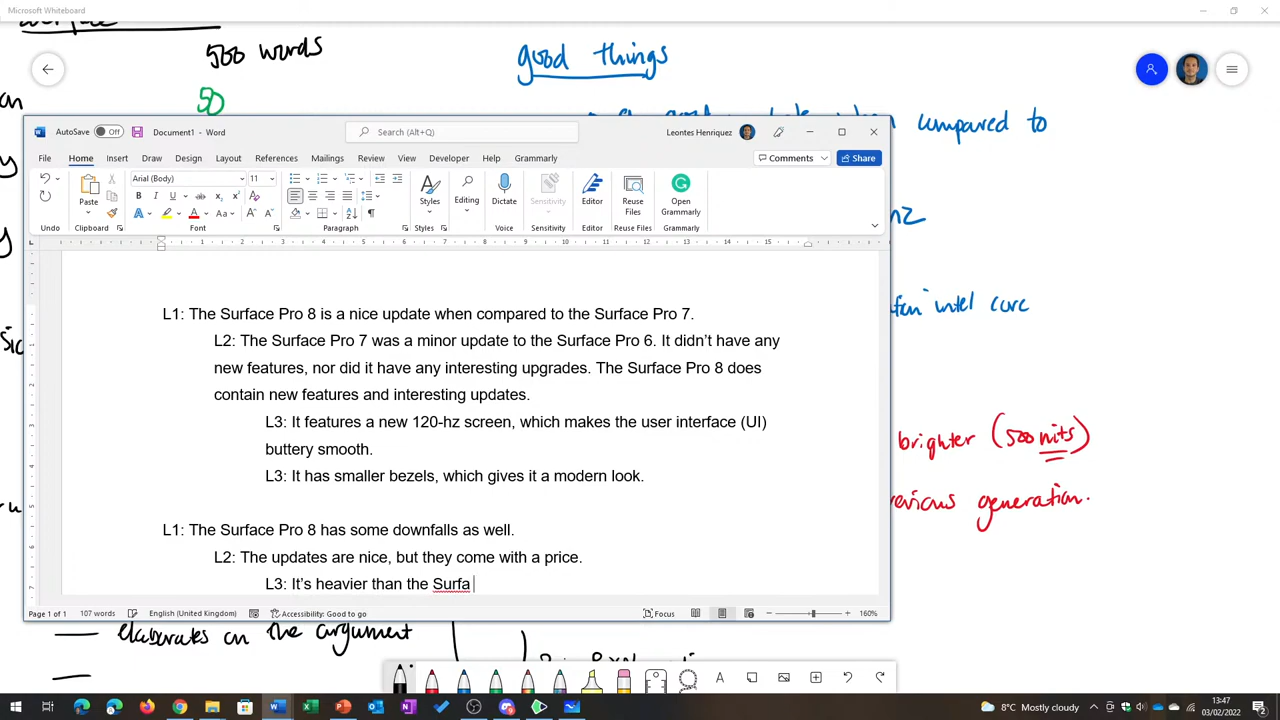 Microsoft Whiteboard
500 words
good things
50
when compared to
AutoSave Off Document1 - Word Search (Alt+Q) Leontes Henriquez
File Home Insert Draw Design Layout References Mailings Review View Developer Help Grammarly Comments Share
Arial (Body) 11
Paste Styles Editing Dictate Sensitivity Editor Reuse Files Open Grammarly
Undo Clipboard Font Paragraph Styles Voice Sensitivity Editor Reuse Files Grammarly
L1: The Surface Pro 8 is a nice update when compared to the Surface Pro 7.
L2: The Surface Pro 7 was a minor update to the Surface Pro 6. It didn’t have any
new features, nor did it have any interesting upgrades. The Surface Pro 8 does
contain new features and interesting updates.
intel core
L3: It features a new 120-hz screen, which makes the user interface (UI)
brighter (500 nits)
buttery smooth.
L3: It has smaller bezels, which gives it a modern look.
previous generation.
L1: The Surface Pro 8 has some downfalls as well.
L2: The updates are nice, but they come with a price.
L3: It’s heavier than the Surfa
Page 1 of 1 107 words English (United Kingdom) Accessibility: Good to go Focus 160%
elaborates on the argument
8°C Mostly cloudy 13:47
03/02/2022